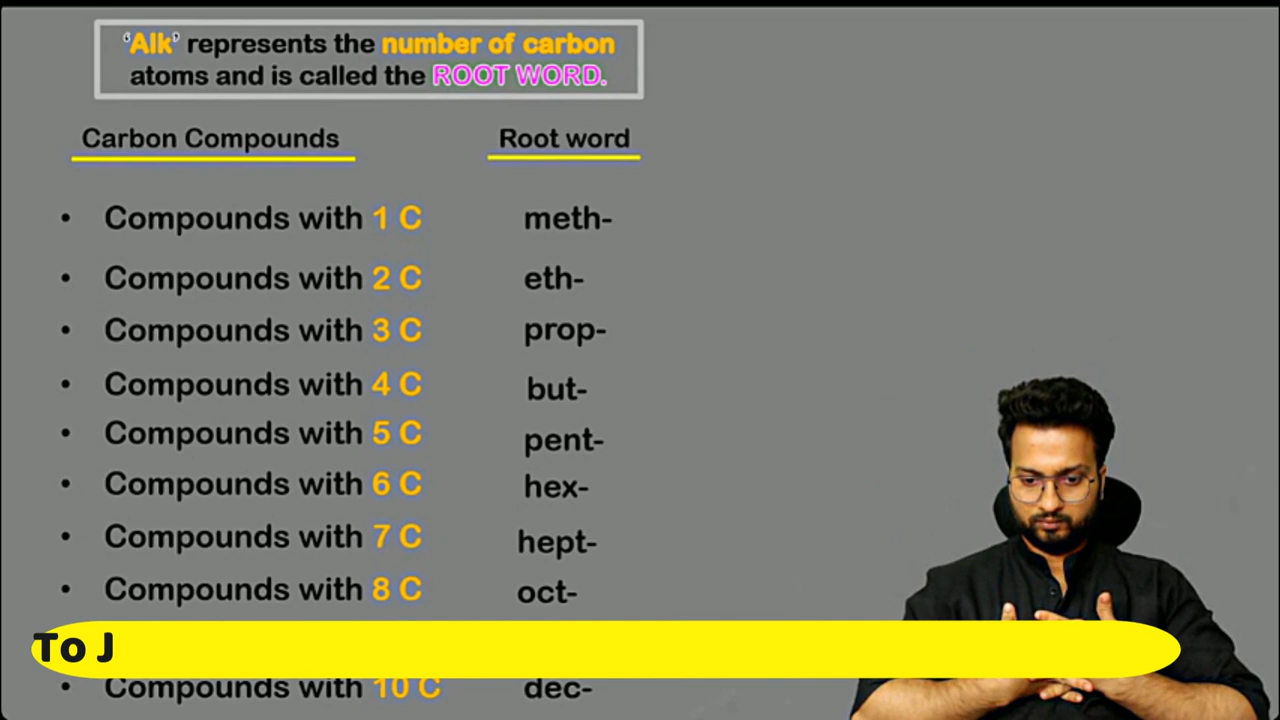 'Alk' represents the number of carbon
atoms and is called the ROOT WORD.
Carbon Compounds Root word
• Compounds with 1 C meth-
• Compounds with 2 C eth-
• Compounds with 3 C prop-
• Compounds with 4 C but-
• Compounds with 5 C pent-
• Compounds with 6 C hex-
• Compounds with 7 C hept-
• Compounds with 8 C oct-
To J
• Compounds with 10 C dec-